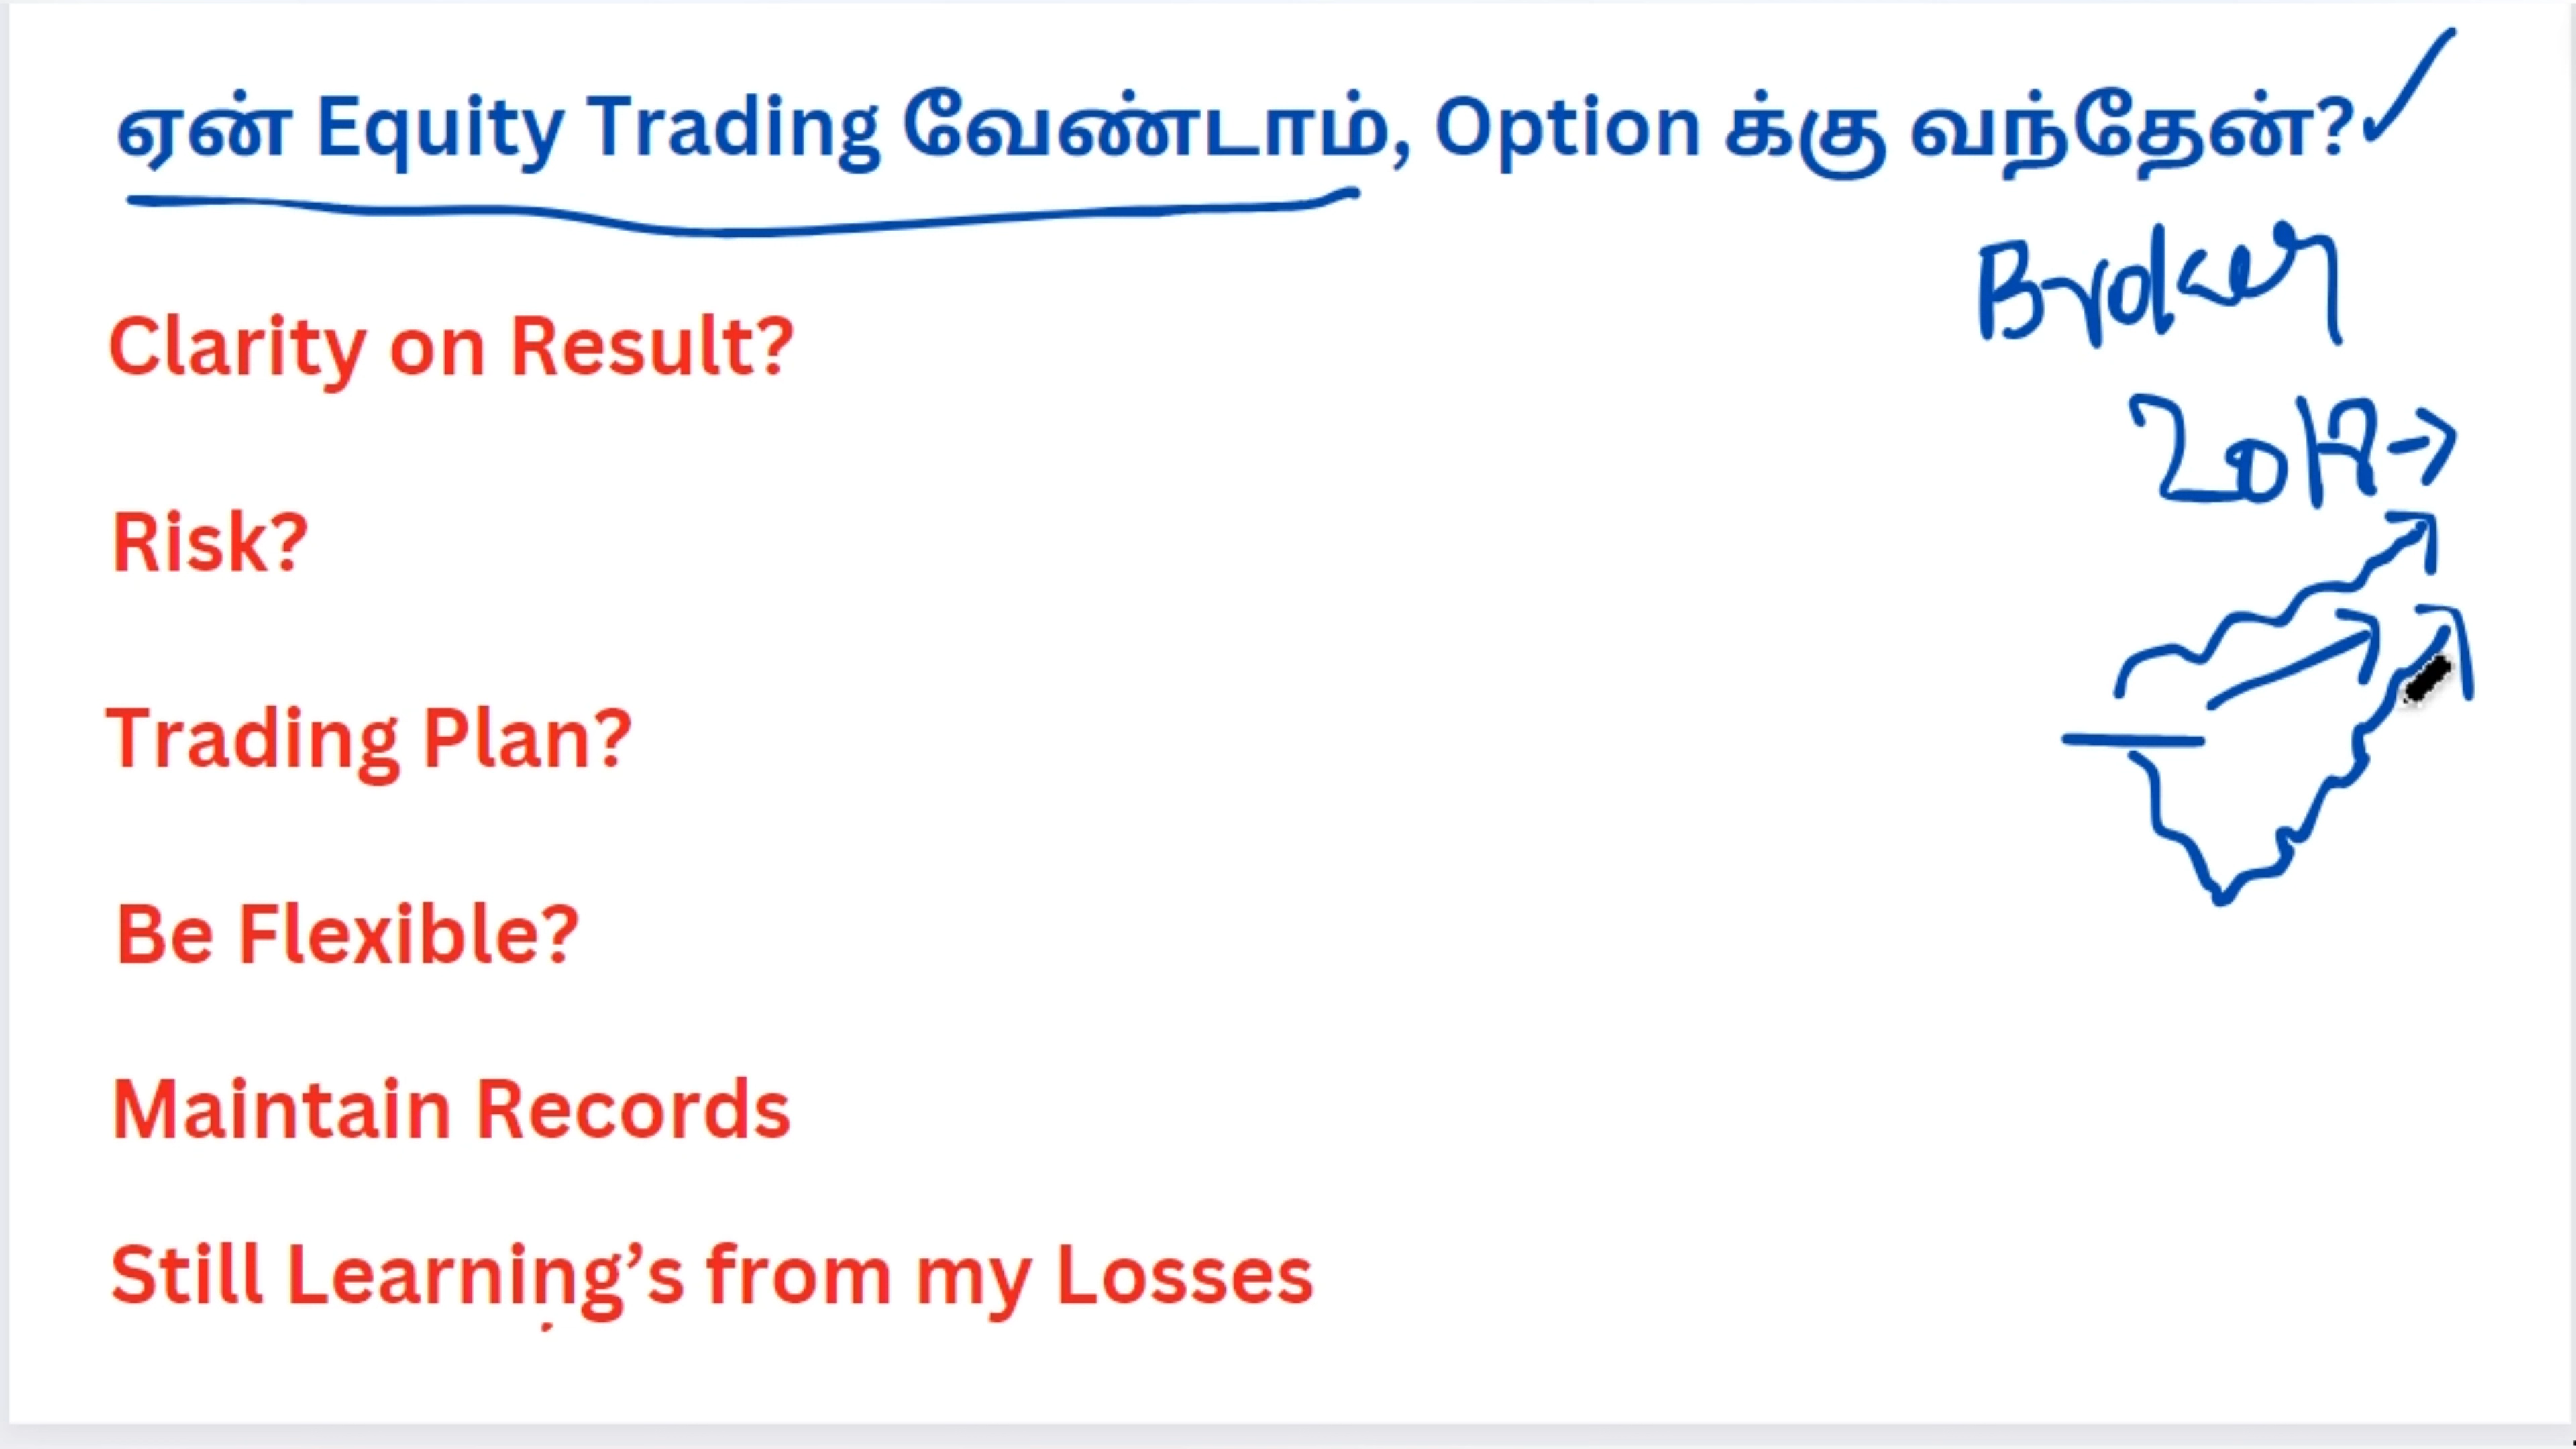 ஏன் Equity Trading வேண்டாம், Option க்கு வந்தேன்?
Broker
Clarity on Result?
Risk?
Trading Plan?
Be Flexible?
Maintain Records
Still Learning’s from my Losses